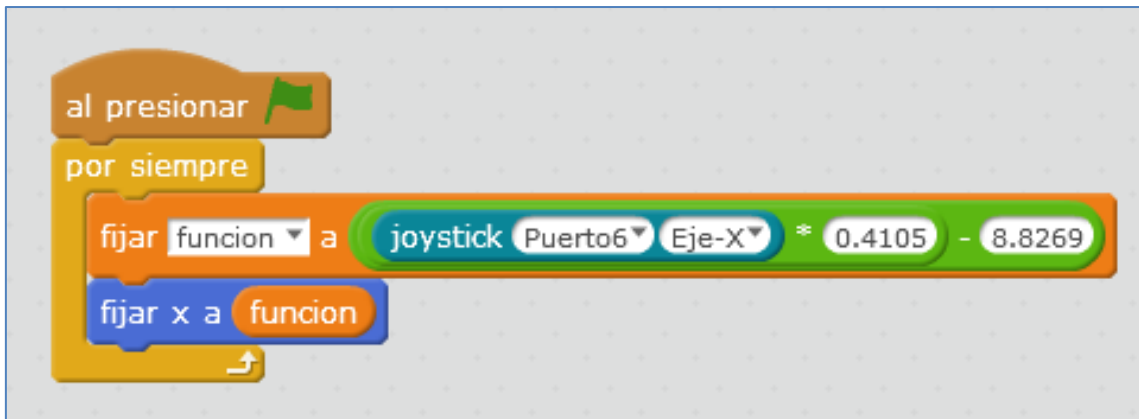 al presionar
por siempre
fijar funcion a joystick Puerto6 Eje-X * 0.4105 - 8.8269
fijar x a funcion